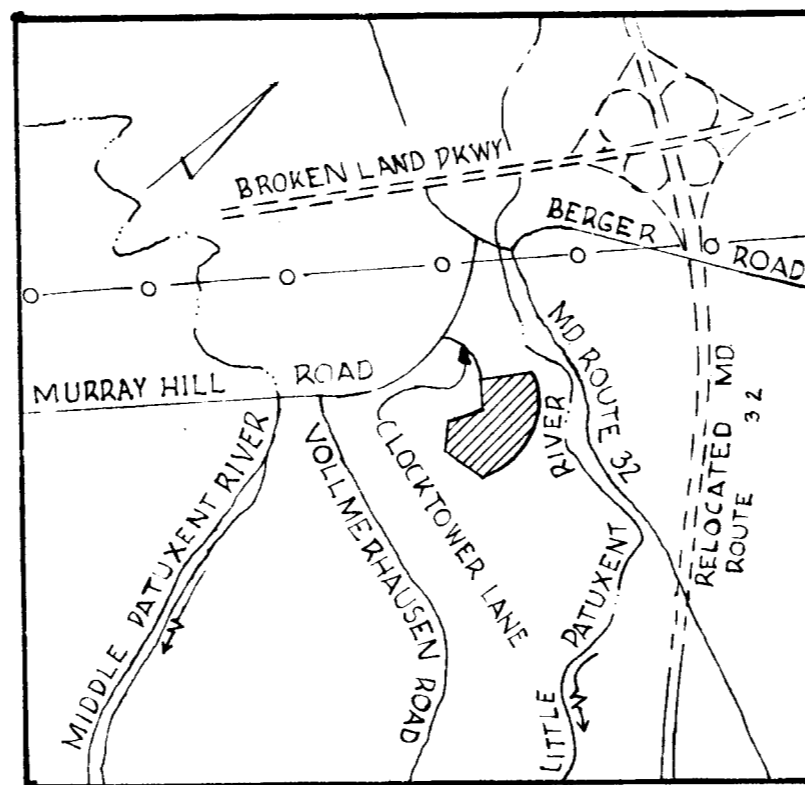 BROKEN LAND PKWY
BERGER ROAD
MURRAY HILL ROAD
MD ROUTE 32
RELOCATED MD
ROUTE 32
CLOCKTOWER LANE
VOLLMERHAUSEN ROAD
MIDDLE PATUXENT RIVER
LITTLE PATUXENT RIVER